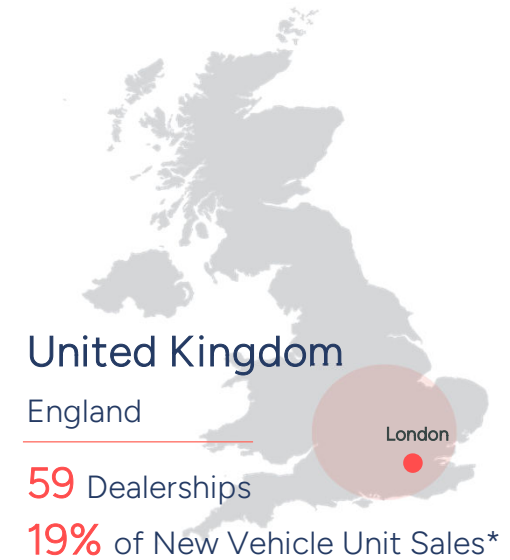 United Kingdom
England
London
59 Dealerships
19% of New Vehicle Unit Sales*